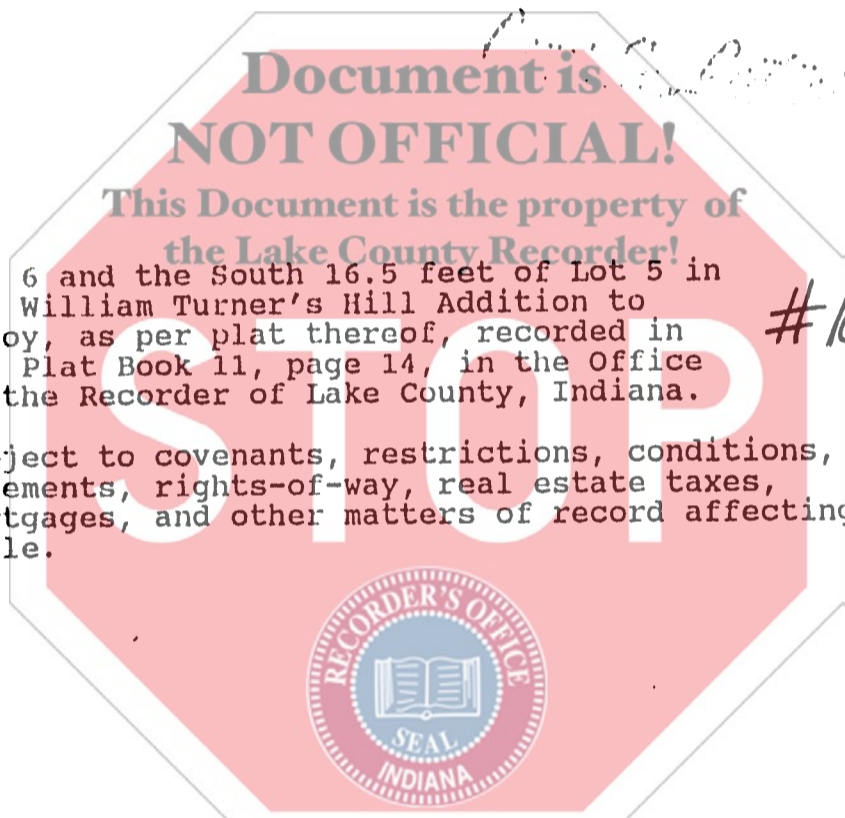 Document is
NOT OFFICIAL!
This Document is the property of
the Lake County Recorder!
6 and the South 16.5 feet of Lot 5 in
William Turner's Hill Addition to
oy, as per plat thereof, recorded in
#1
Plat Book 11, page 14, in the Office
the Recorder of Lake County, Indiana.
ject to covenants, restrictions, conditions,
ements, rights-of-way, real estate taxes,
tgages, and other matters of record affecting
le.
STOP
RECORDER'S OFFICE
SEAL
INDIANA